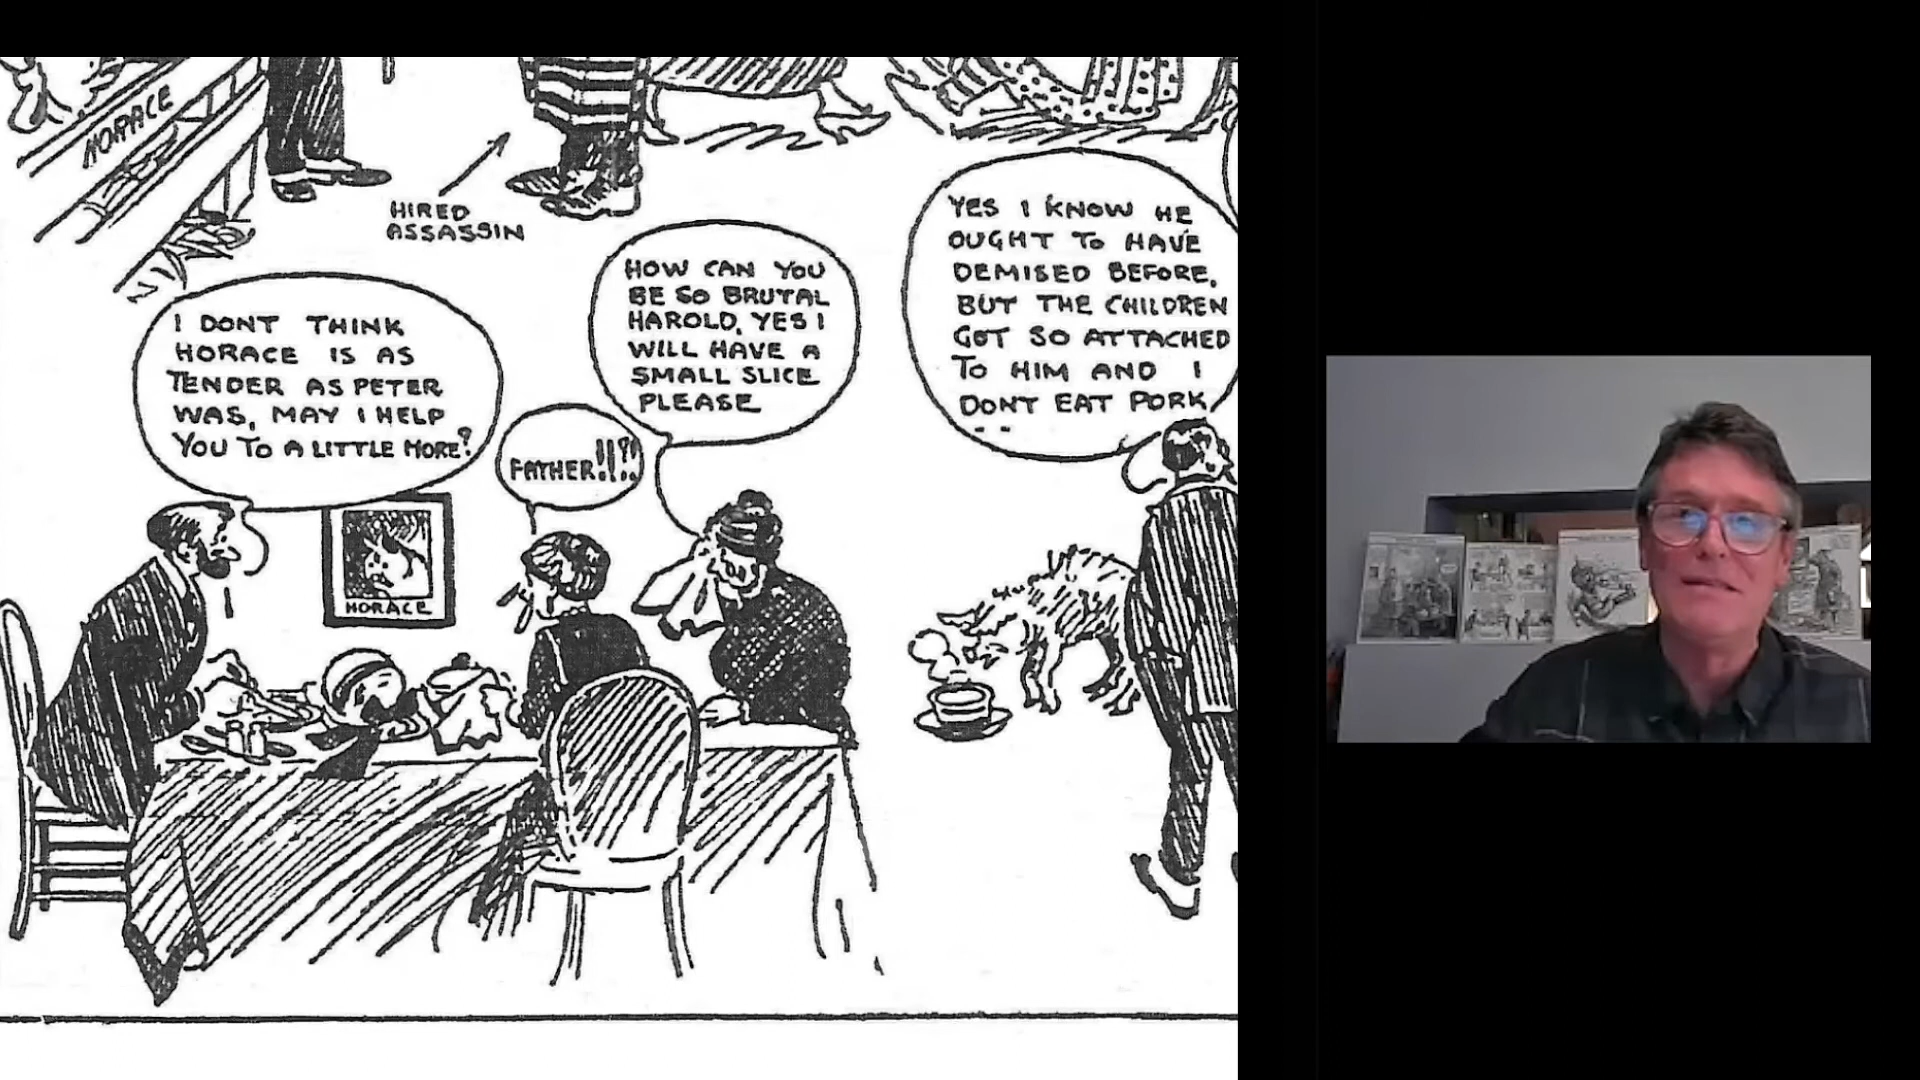 HORACE
HIRED
ASSASSIN
I DONT THINK
HORACE IS AS
TENDER AS PETER
WAS, MAY I HELP
YOU TO A LITTLE MORE?
FATHER!!?!
HOW CAN YOU
BE SO BRUTAL
HAROLD, YES I
WILL HAVE A
SMALL SLICE
PLEASE
YES I KNOW HE
OUGHT TO HAVE
DEMISED BEFORE,
BUT THE CHILDREN
GOT SO ATTACHED
TO HIM AND I
DONT EAT PORK
HORACE